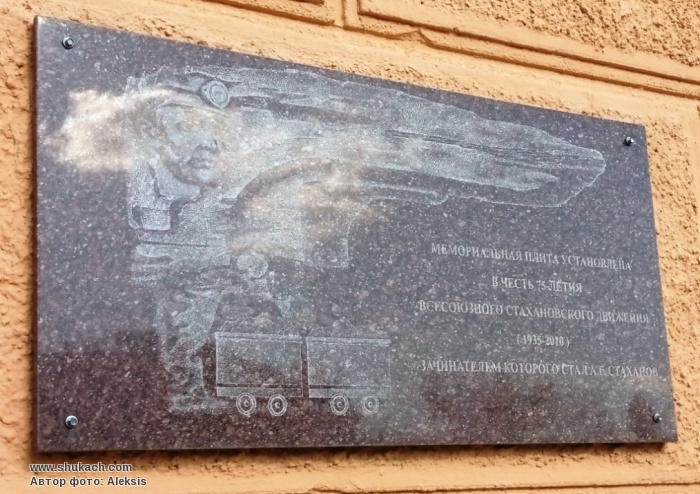 МЕМОРИАЛЬНАЯ ПЛИТА УСТАНОВЛЕНА
В ЧЕСТЬ 75-ЛЕТИЯ
ВСЕСОЮЗНОГО СТАХАНОВСКОГО ДВИЖЕНИЯ
(1935-2010)
ЗАЧИНАТЕЛЕМ КОТОРОГО СТАЛ А.Г. СТАХАНОВ
www.shukach.com
Автор фото: Aleksis